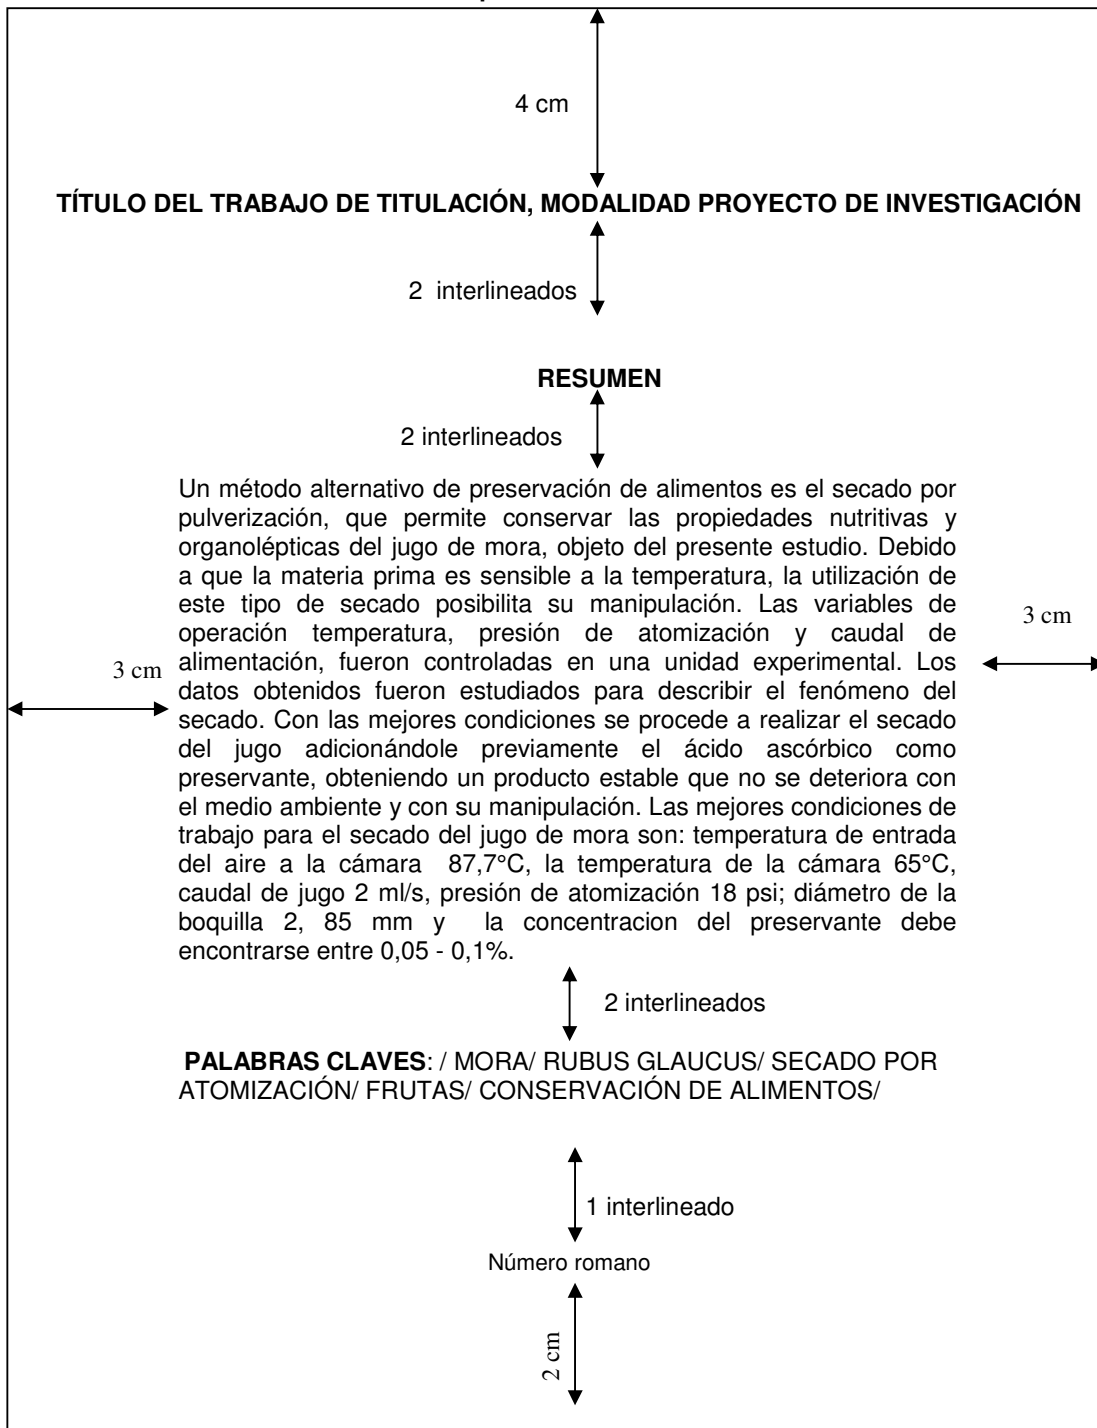 4 cm
TÍTULO DEL TRABAJO DE TITULACIÓN, MODALIDAD PROYECTO DE INVESTIGACIÓN
2 interlineados
RESUMEN
2 interlineados
Un método alternativo de preservación de alimentos es el secado por
pulverización, que permite conservar las propiedades nutritivas y
organolépticas del jugo de mora, objeto del presente estudio. Debido
a que la materia prima es sensible a la temperatura, la utilización de
este tipo de secado posibilita su manipulación. Las variables de
operación temperatura, presión de atomización y caudal de
alimentación, fueron controladas en una unidad experimental. Los
datos obtenidos fueron estudiados para describir el fenómeno del
secado. Con las mejores condiciones se procede a realizar el secado
del jugo adicionándole previamente el ácido ascórbico como
preservante, obteniendo un producto estable que no se deteriora con
el medio ambiente y con su manipulación. Las mejores condiciones de
trabajo para el secado del jugo de mora son: temperatura de entrada
del aire a la cámara 87,7°C, la temperatura de la cámara 65°C,
caudal de jugo 2 ml/s, presión de atomización 18 psi; diámetro de la
boquilla 2, 85 mm y la concentracion del preservante debe
encontrarse entre 0,05 - 0,1%.
3 cm
3 cm
2 interlineados
PALABRAS CLAVES: / MORA/ RUBUS GLAUCUS/ SECADO POR
ATOMIZACIÓN/ FRUTAS/ CONSERVACIÓN DE ALIMENTOS/
1 interlineado
Número romano
2 cm